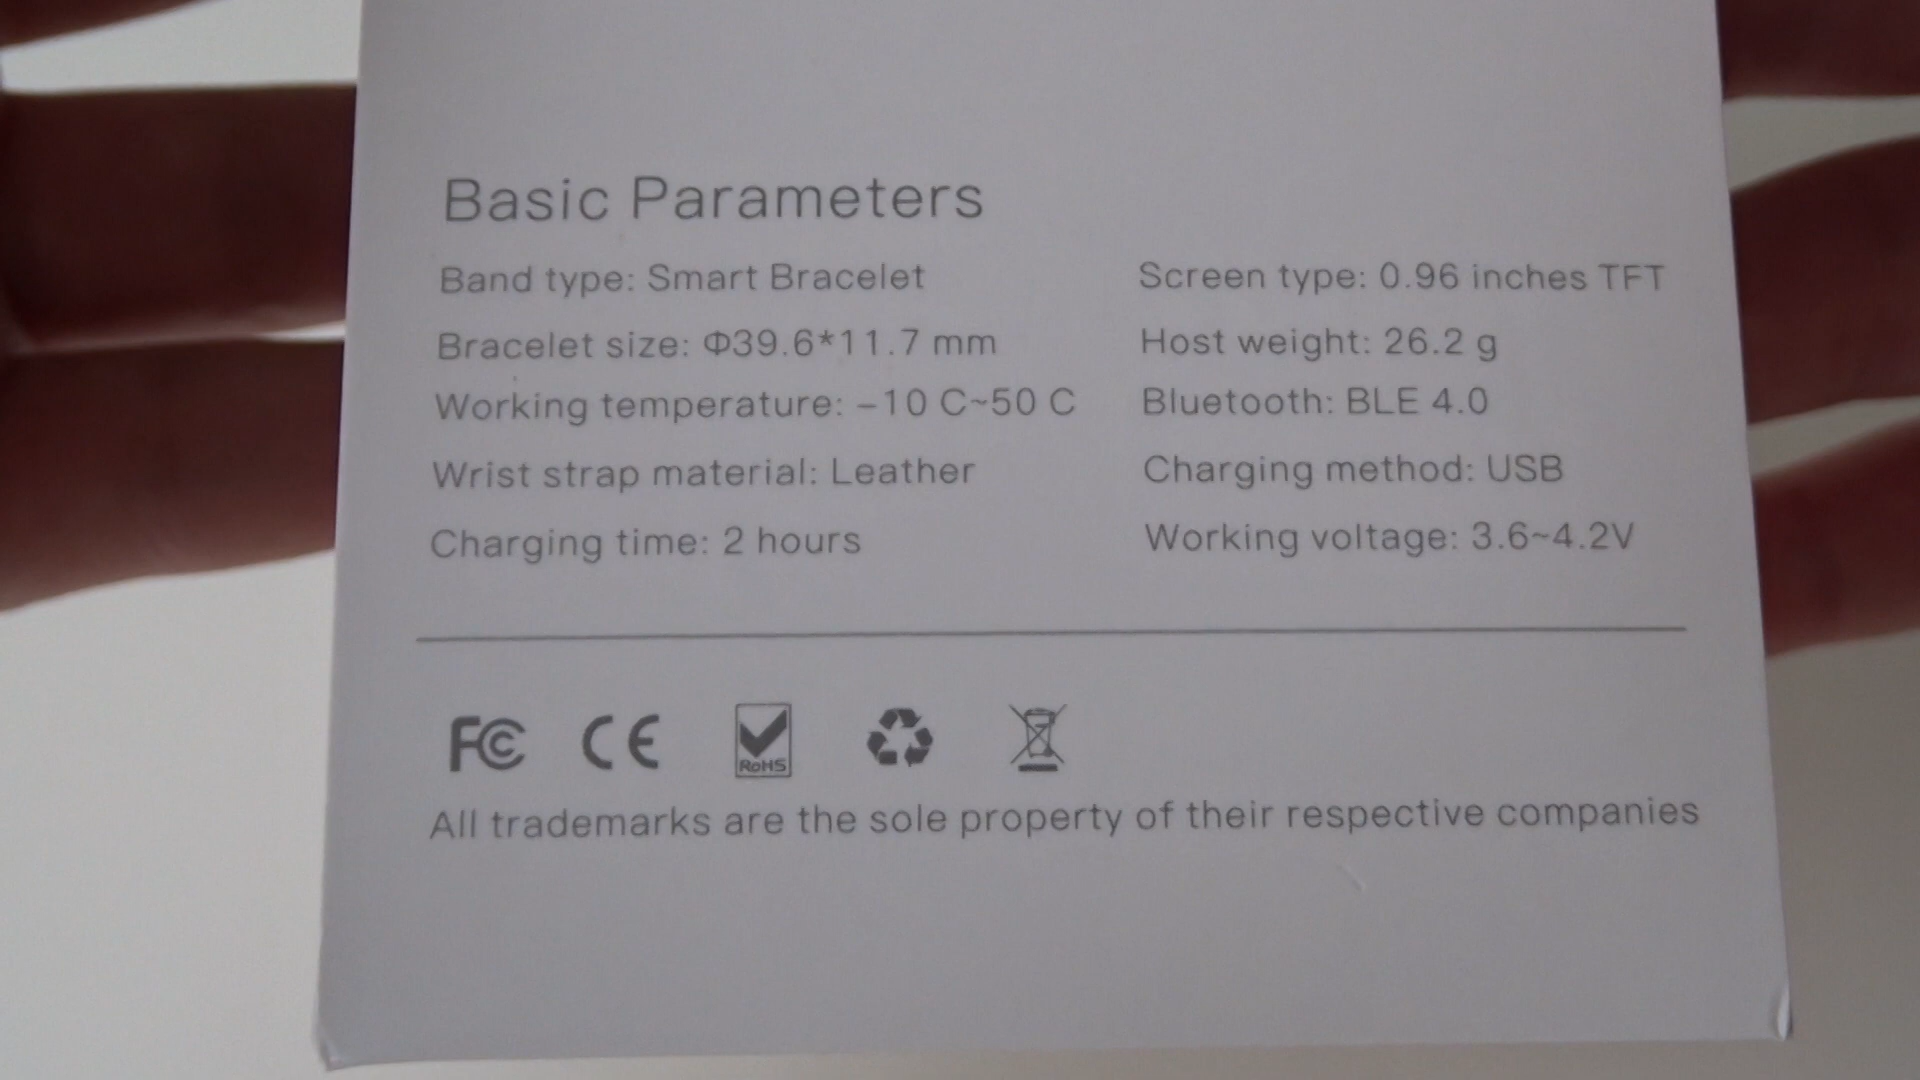 Basic Parameters
Band type: Smart Bracelet
Screen type: 0.96 inches TFT
Bracelet size: Φ39.6*11.7 mm
Host weight: 26.2 g
Working temperature: –10 C~50 C
Bluetooth: BLE 4.0
Wrist strap material: Leather
Charging method: USB
Charging time: 2 hours
Working voltage: 3.6~4.2V
FC CE RoHS
All trademarks are the sole property of their respective companies